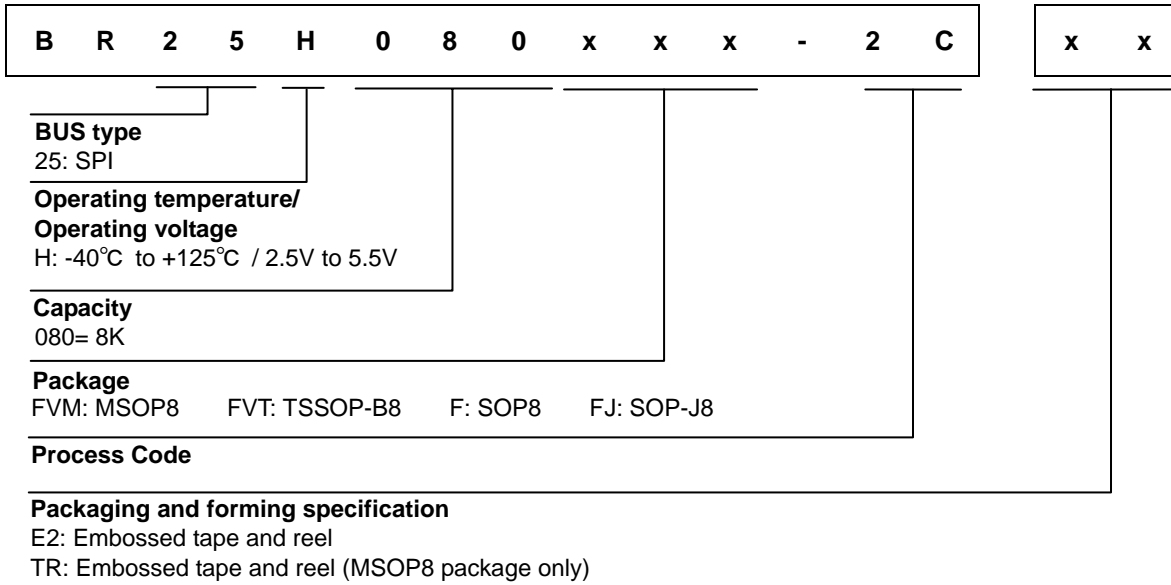 B R 2 5 H 0 8 0 x x x - 2 C x x
BUS type
25: SPI
Operating temperature/
Operating voltage
H: -40℃ to +125℃ / 2.5V to 5.5V
Capacity
080= 8K
Package
FVM: MSOP8 FVT: TSSOP-B8 F: SOP8 FJ: SOP-J8
Process Code
Packaging and forming specification
E2: Embossed tape and reel
TR: Embossed tape and reel (MSOP8 package only)